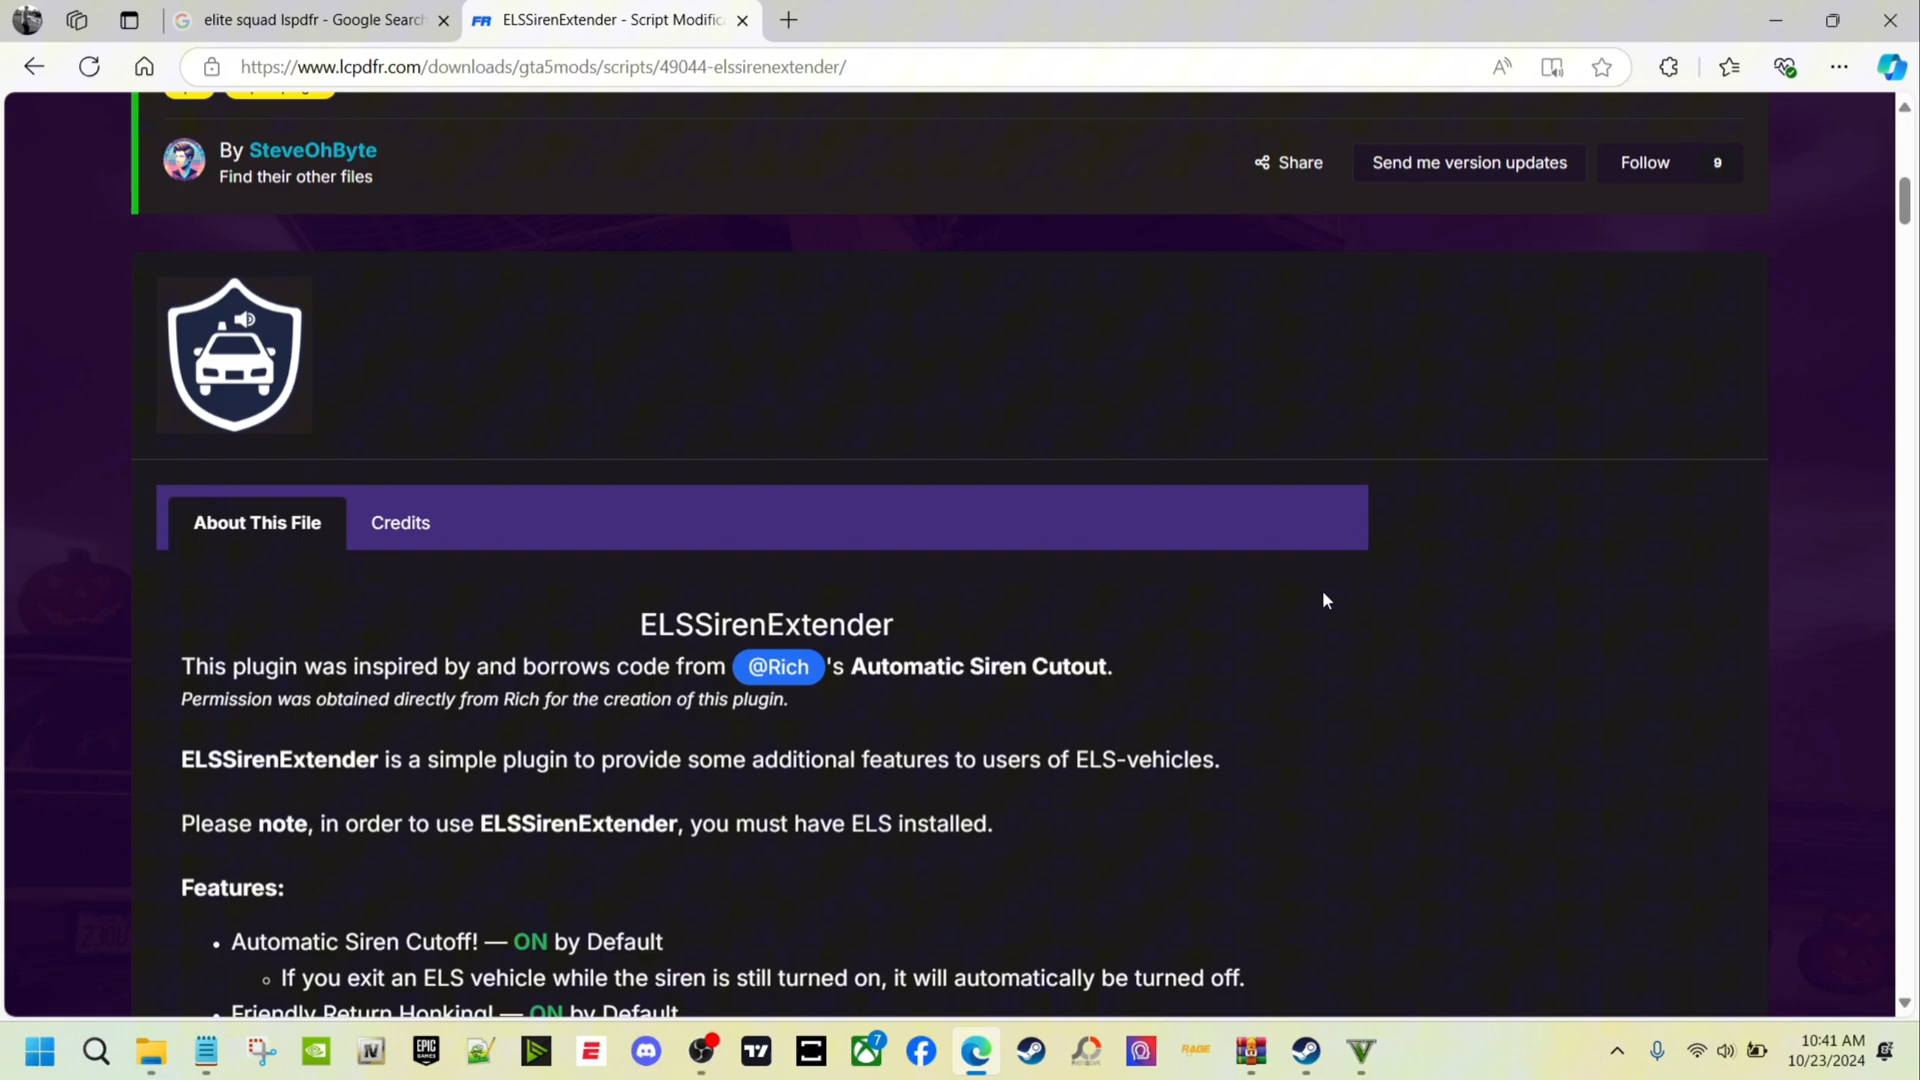 elite squad lspdfr - Google Search
ELSSirenExtender - Script Modific
https://www.lcpdfr.com/downloads/gta5mods/scripts/49044-elssirenextender/
By SteveOhByte
Find their other files
Share
Send me version updates
Follow 9
About This File
Credits
ELSSirenExtender
This plugin was inspired by and borrows code from @Rich 's Automatic Siren Cutout.
Permission was obtained directly from Rich for the creation of this plugin.
ELSSirenExtender is a simple plugin to provide some additional features to users of ELS-vehicles.
Please note, in order to use ELSSirenExtender, you must have ELS installed.
Features:
• Automatic Siren Cutoff! — ON by Default
◦ If you exit an ELS vehicle while the siren is still turned on, it will automatically be turned off.
• Friendly Return Honking! — ON by Default
EPIC GAMES
IV
E
7
RAGE
V
10:41 AM
10/23/2024